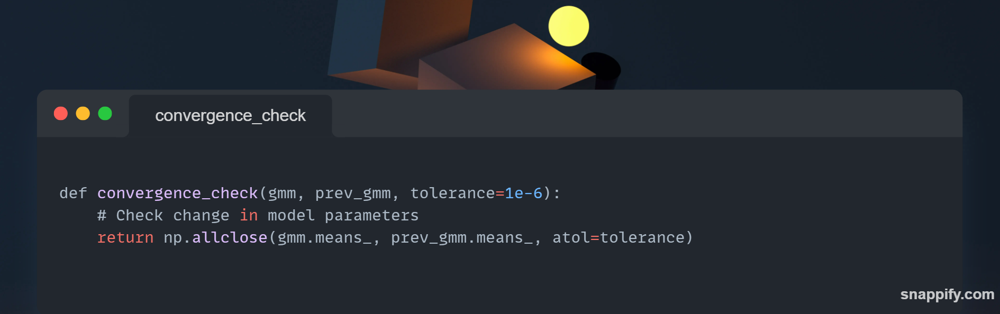 convergence_check
def convergence_check(gmm, prev_gmm, tolerance=1e-6):
    # Check change in model parameters
    return np.allclose(gmm.means_, prev_gmm.means_, atol=tolerance)
snappify.com